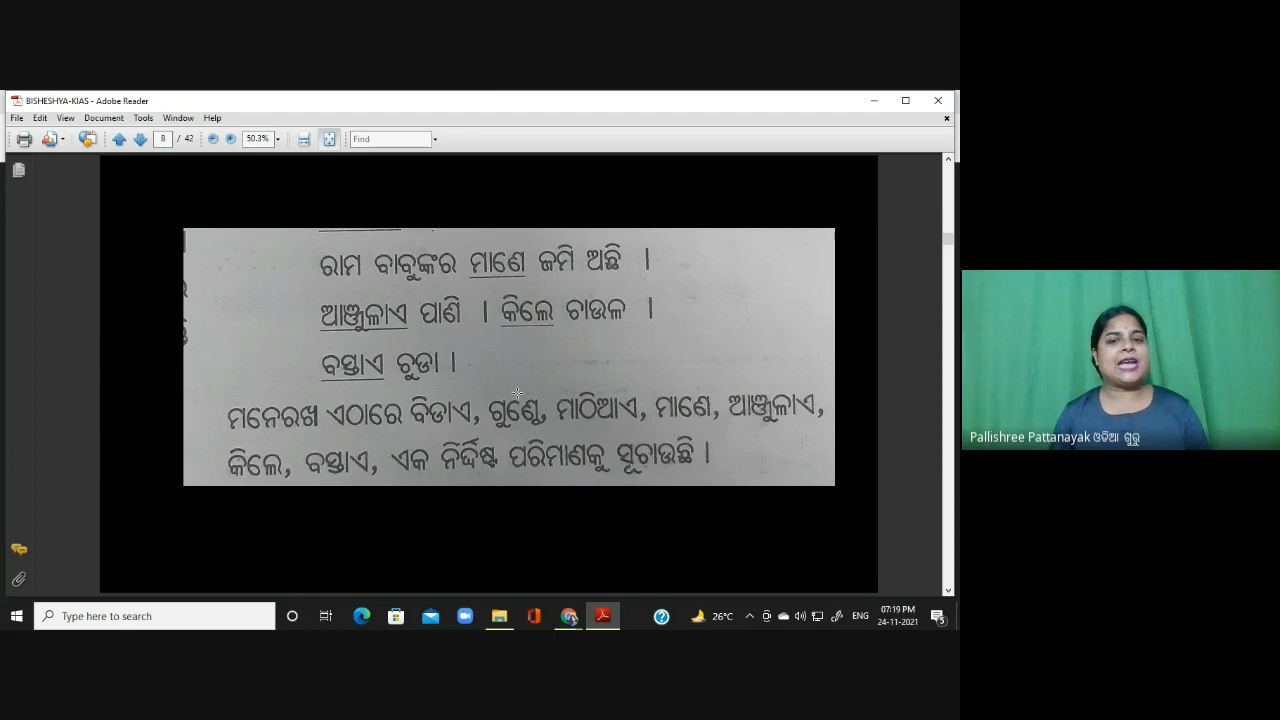 BISHESHYA-KIAS - Adobe Reader
File Edit View Document Tools Window Help
8 / 42 50.3% Find
ରାମ ବାବୁଙ୍କର ମାଣେ ଜମି ଅଛି ।
ଆଞ୍ଜୁଳାଏ ପାଣି । କିଲେ ଚାଉଳ ।
ବସ୍ତାଏ ଚୁଡା ।
ମନେରଖ ଏଠାରେ ବିଡାଏ, ଗୁଣ୍ଠେ, ମାଠିଆଏ, ମାଣେ, ଆଞ୍ଜୁଳାଏ,
କିଲେ, ବସ୍ତାଏ, ଏକ ନିର୍ଦ୍ଦିଷ୍ଟ ପରିମାଣକୁ ସୂଚାଉଛି ।
Pallishree Pattanayak ଓଡିଆ ଗୁରୁ
Type here to search
26°C
ENG
07:19 PM
24-11-2021
5